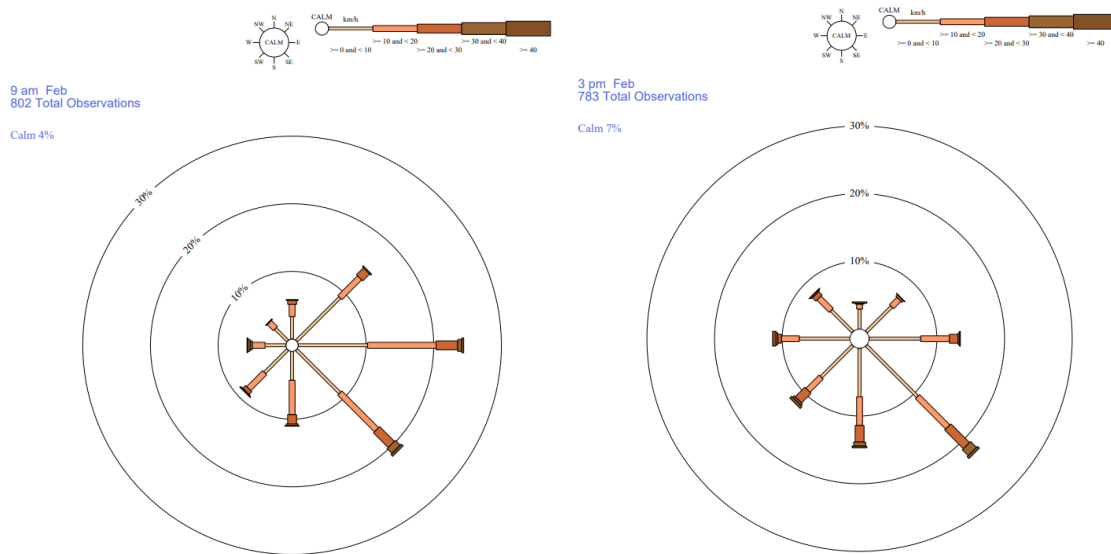 N
NW NE
W CALM E
SW SE
S
CALM km/h
>= 10 and < 20 >= 30 and < 40
>= 0 and < 10 >= 20 and < 30 >= 40
9 am Feb
802 Total Observations
Calm 4%
30%
20%
10%
N
NW NE
W CALM E
SW SE
S
CALM km/h
>= 10 and < 20 >= 30 and < 40
>= 0 and < 10 >= 20 and < 30 >= 40
3 pm Feb
783 Total Observations
Calm 7%
30%
20%
10%